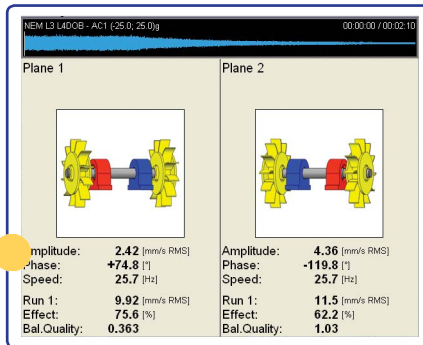 NEM L3 L4DOB - AC1 (-25.0; 25.0)g 00:00:00 / 00:02:10
Plane 1
Amplitude: 2.42 [mm/s RMS]
Phase: +74.8 [°]
Speed: 25.7 [Hz]
Run 1: 9.92 [mm/s RMS]
Effect: 75.6 [%]
Bal.Quality: 0.363
Plane 2
Amplitude: 4.36 [mm/s RMS]
Phase: -119.8 [°]
Speed: 25.7 [Hz]
Run 1: 11.5 [mm/s RMS]
Effect: 62.2 [%]
Bal.Quality: 1.03